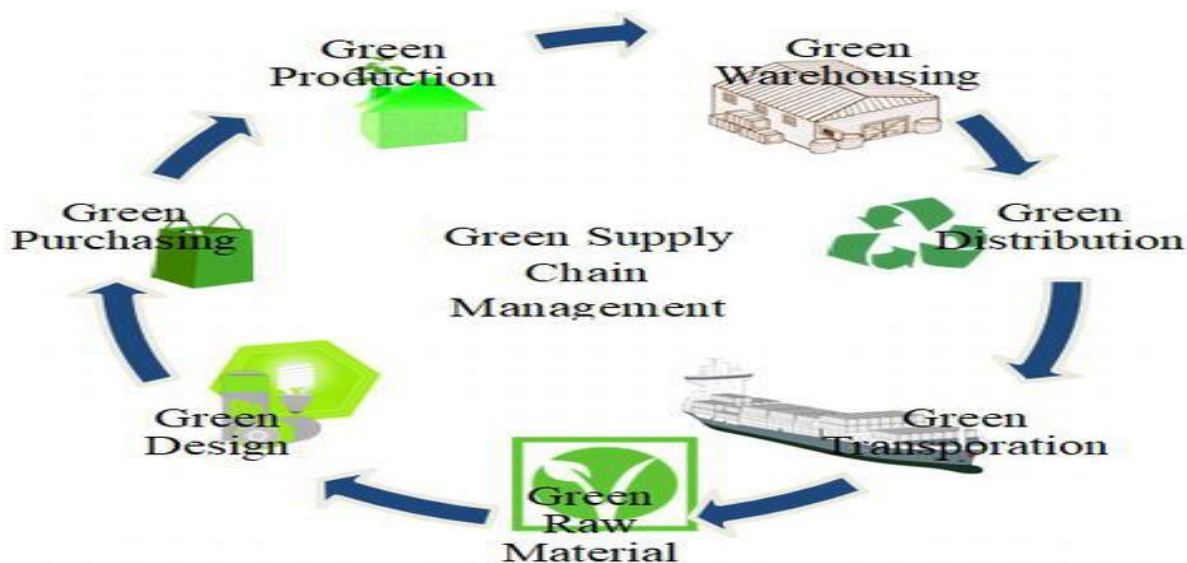 Green
Production
Green
Warehousing
Green
Purchasing
Green
Distribution
Green Supply
Chain
Management
Green
Design
Green
Transporation
Green
Raw
Material